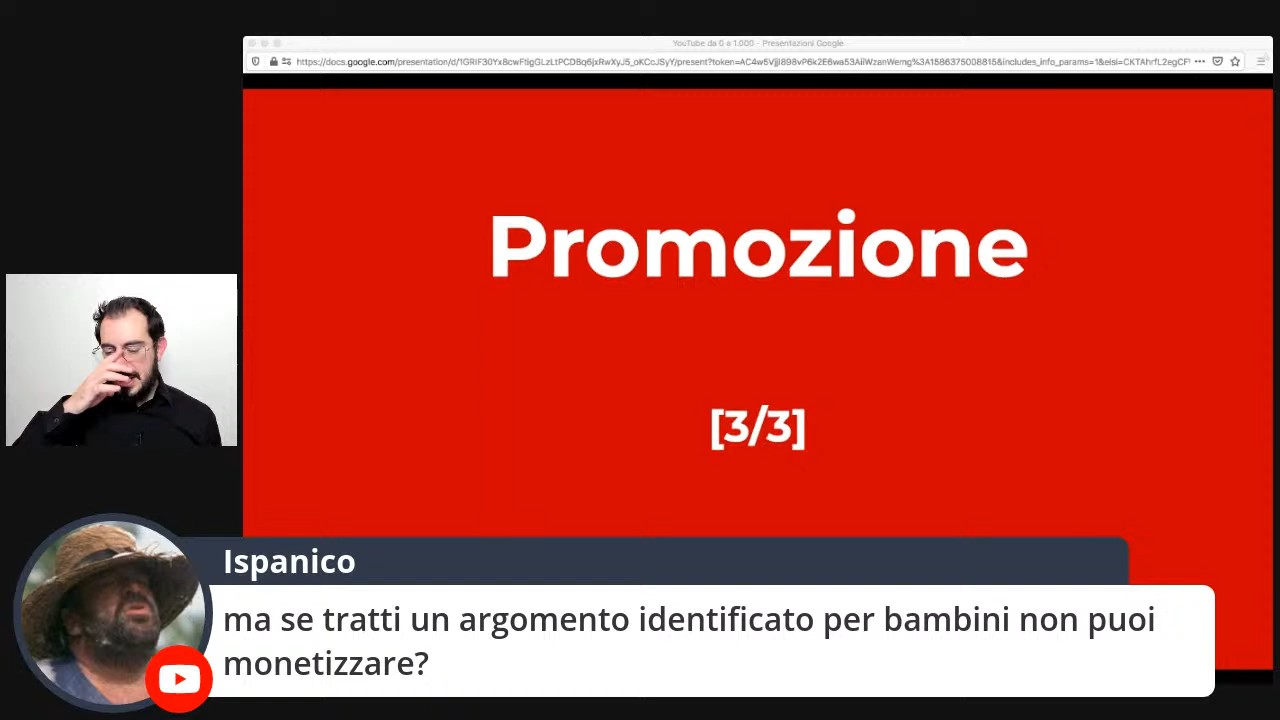 YouTube da 0 a 1.000 - Presentazioni Google
Promozione
[3/3]
Ispanico
ma se tratti un argomento identificato per bambini non puoi
monetizzare?